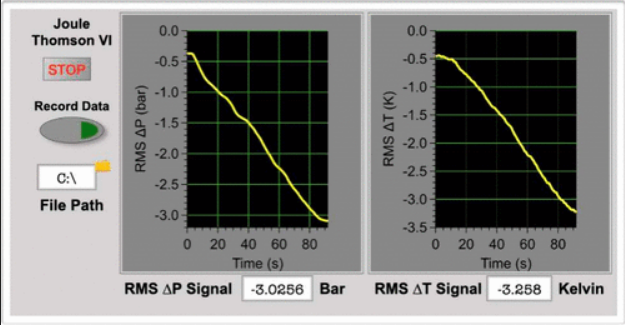 Joule
Thomson VI
STOP
Record Data
C:\
File Path
RMS ΔP (bar)
0.0
-0.5
-1.0
-1.5
-2.0
-2.5
-3.0
0 20 40 60 80
Time (s)
RMS ΔP Signal -3.0256 Bar
RMS ΔT (K)
0.0
-0.5
-1.0
-1.5
-2.0
-2.5
-3.0
-3.5
0 20 40 60 80
Time (s)
RMS ΔT Signal -3.258 Kelvin